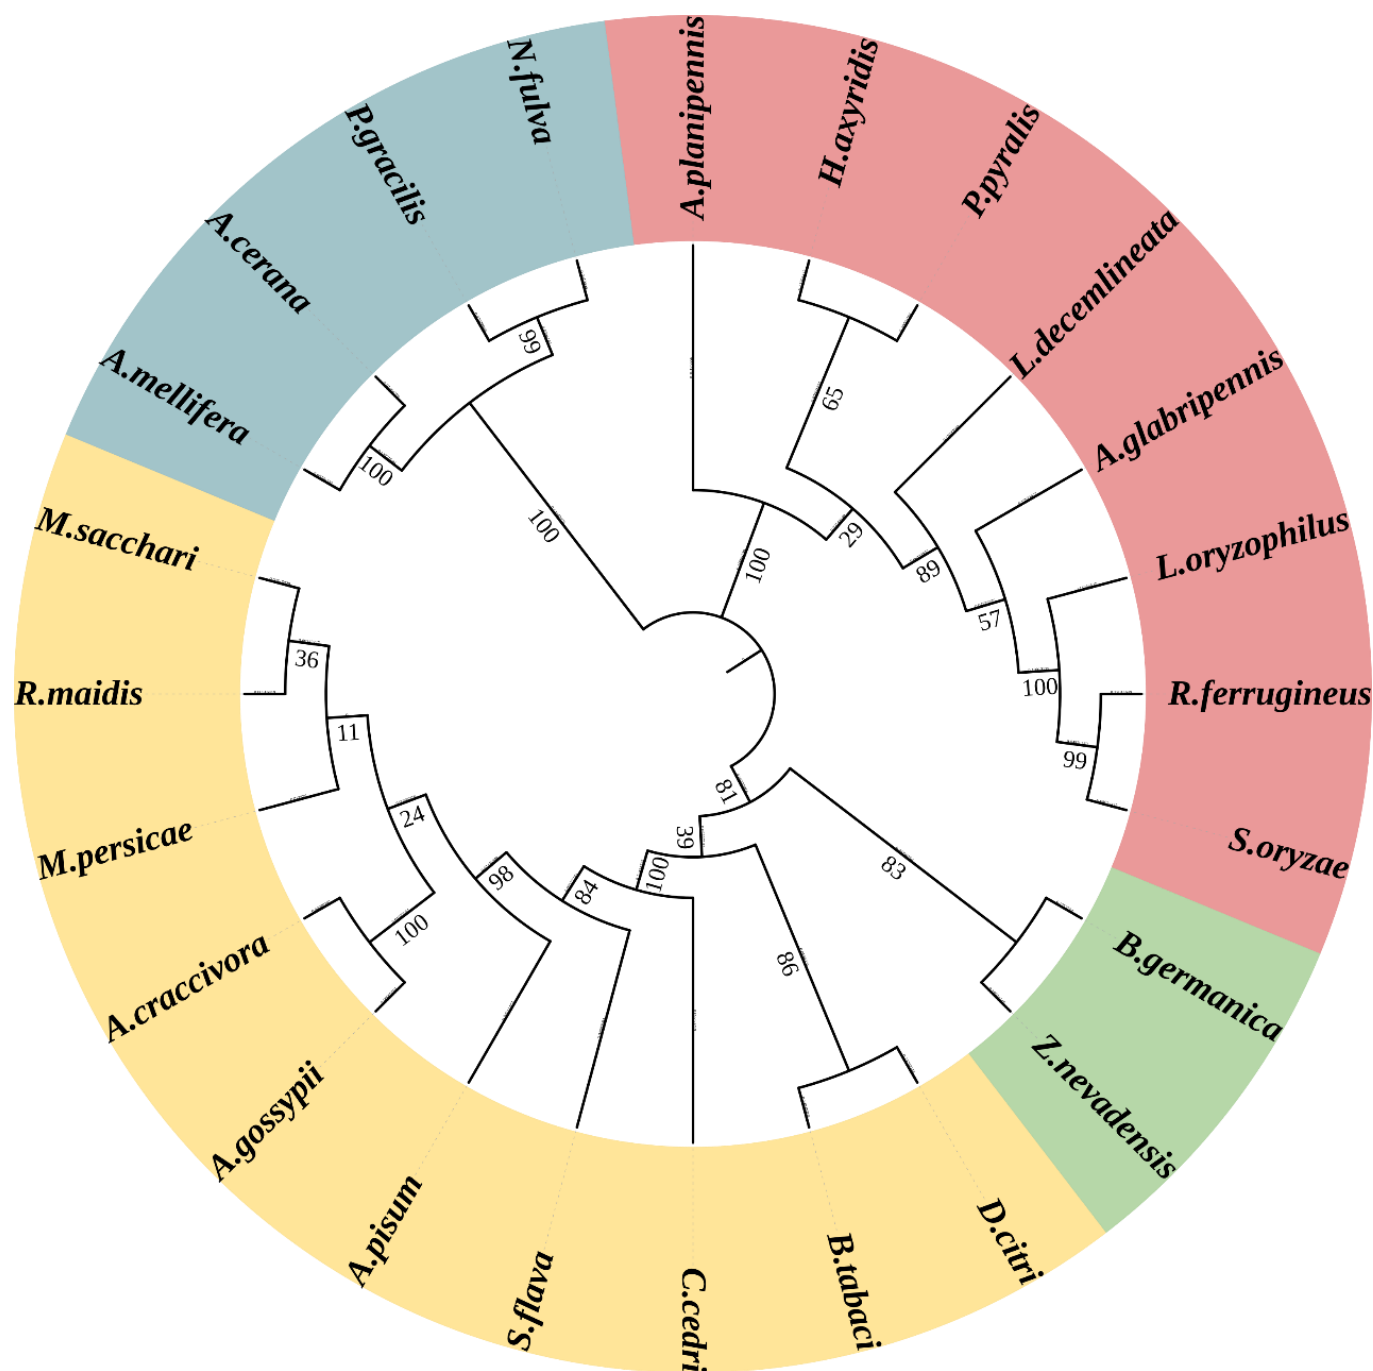 A.planipennis
H.axyridis
P.pyralis
L.decemlineata
A.glabripennis
L.oryzophilus
R.ferrugineus
S.oryzae
B.germanica
Z.nevadensis
D.citri
B.tabaci
C.cedri
S.flava
A.pisum
A.gossypii
A.craccivora
M.persicae
R.maidis
M.sacchari
A.mellifera
A.cerana
P.gracilis
N.fulva
99
100
100
100
65
29
89
57
100
99
81
39
83
86
100
84
98
24
100
11
36